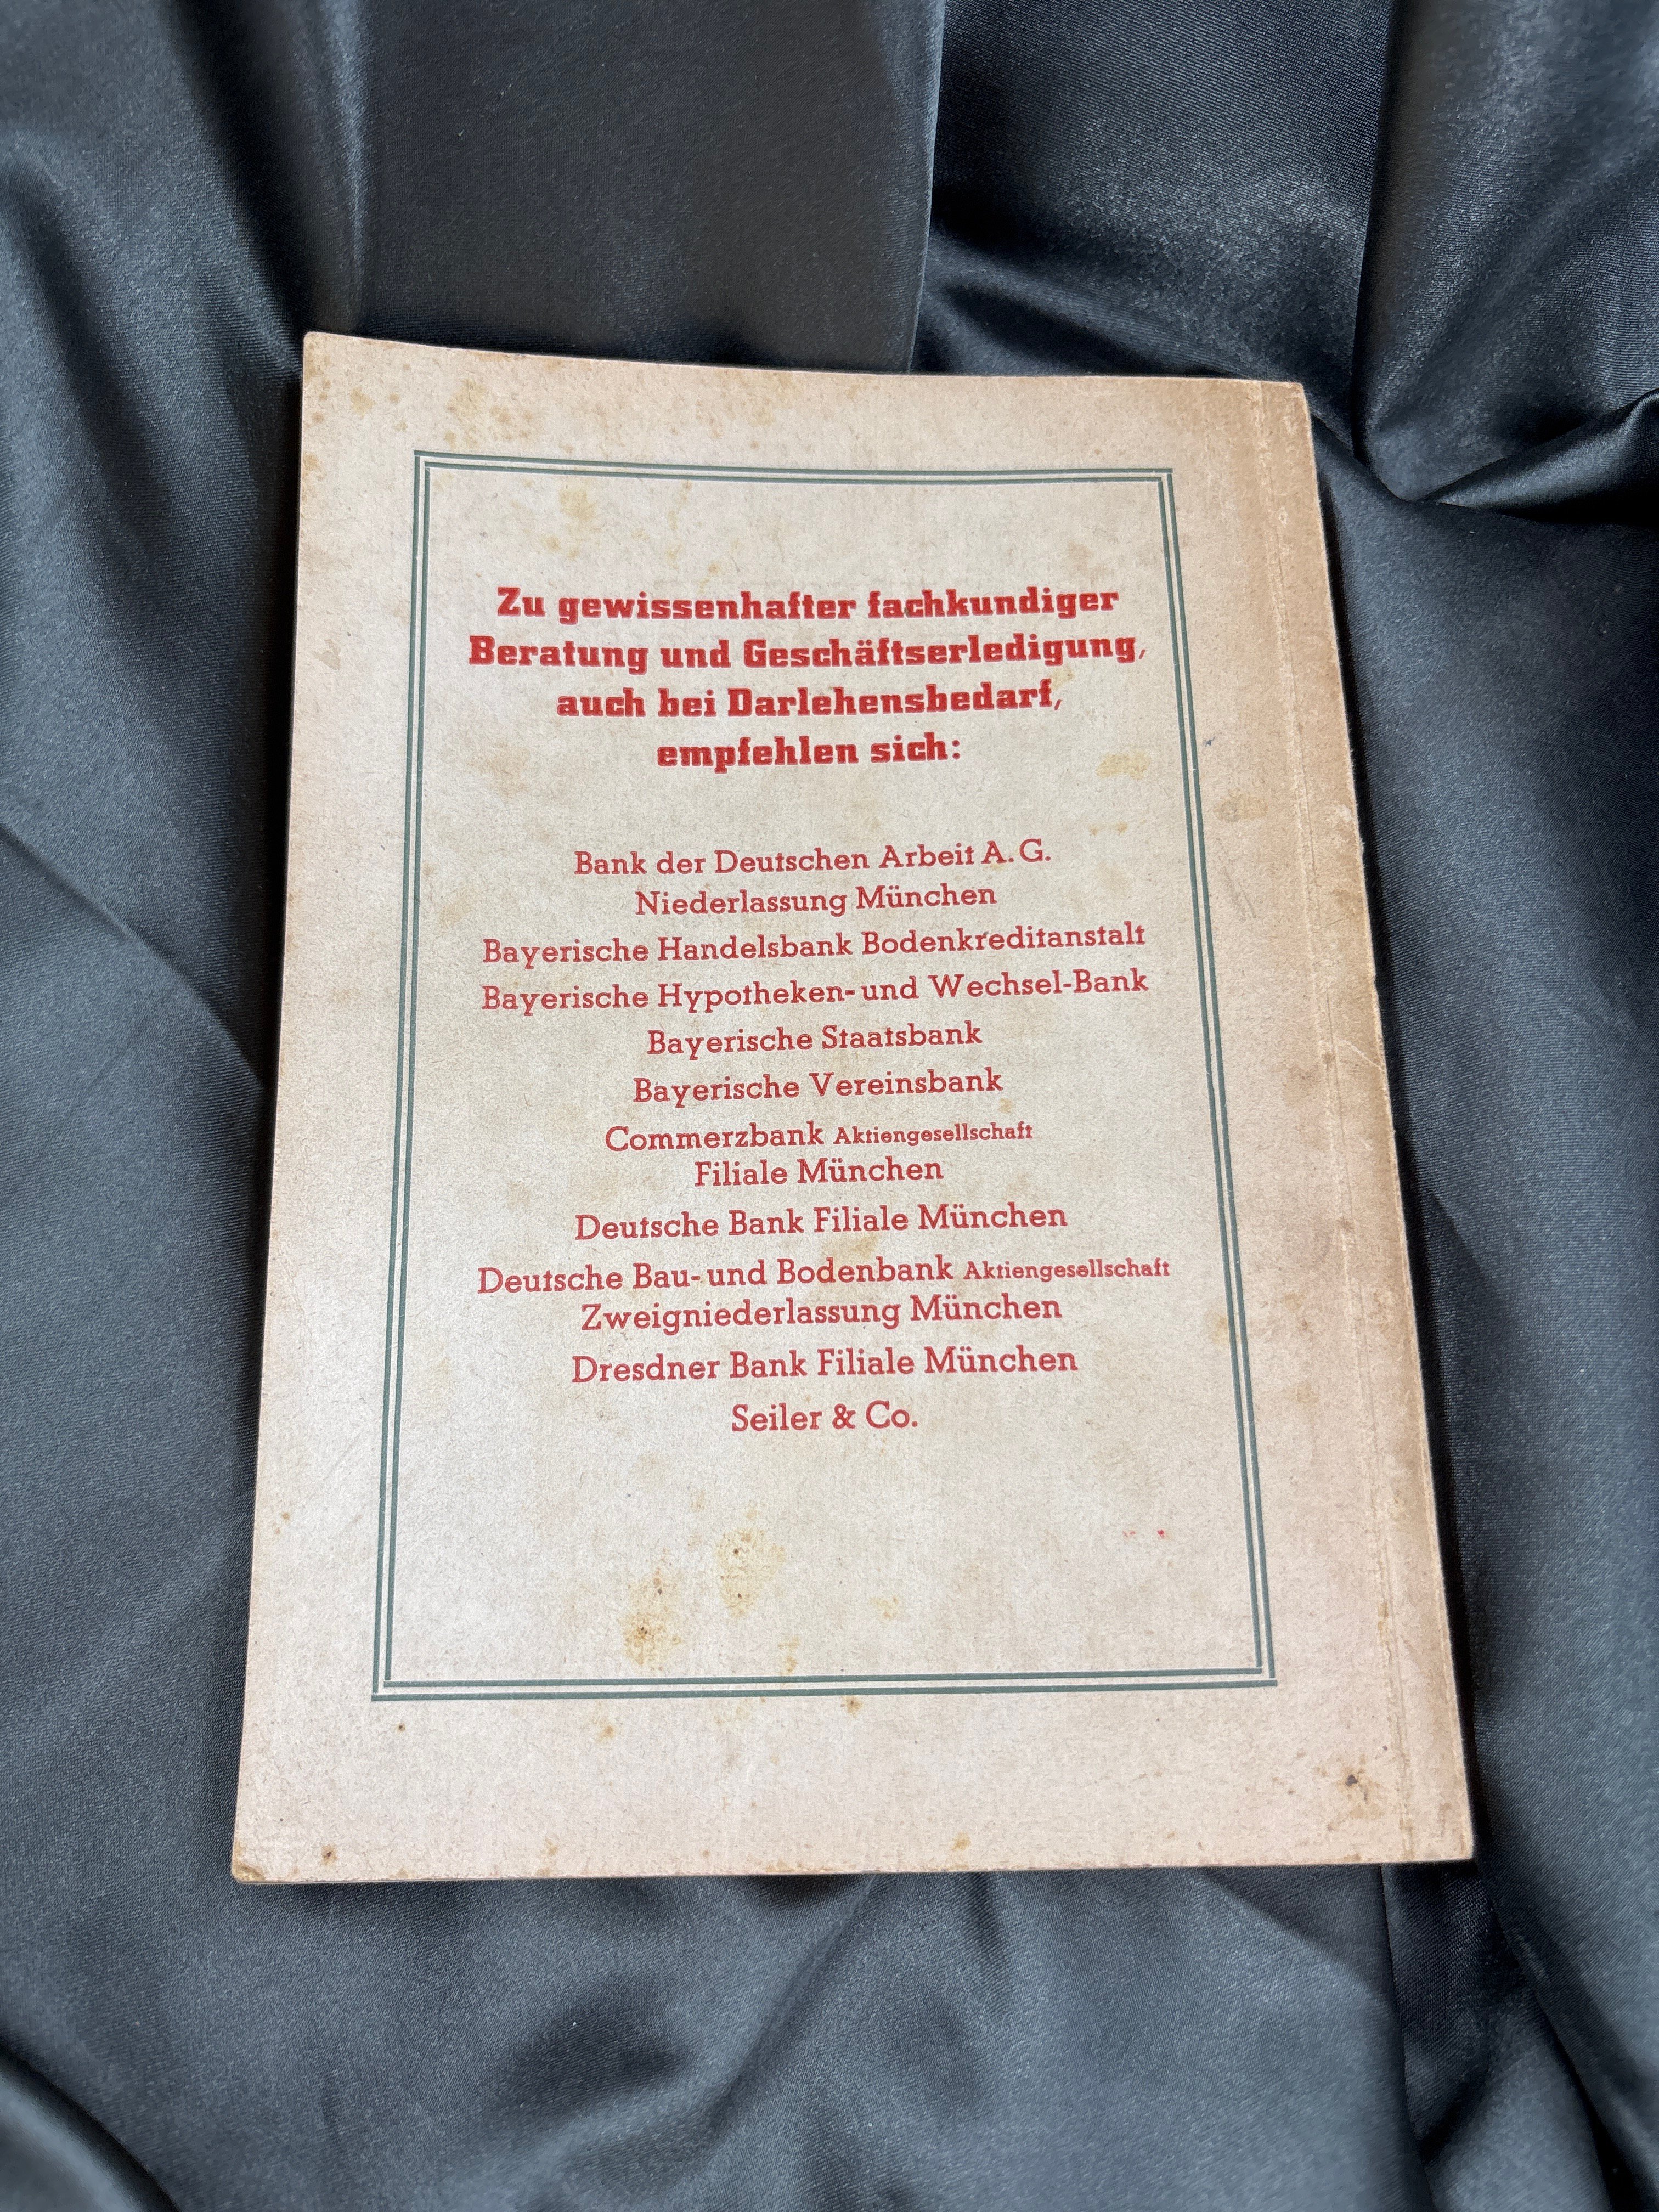 Zu gewissenhafter fachkundiger
Beratung und Geschäftserledigung,
auch bei Darlehensbedarf,
empfehlen sich:
Bank der Deutschen Arbeit A.G.
Niederlassung München
Bayerische Handelsbank Bodenkreditanstalt
Bayerische Hypotheken- und Wechsel-Bank
Bayerische Staatsbank
Bayerische Vereinsbank
Commerzbank Aktiengesellschaft
Filiale München
Deutsche Bank Filiale München
Deutsche Bau- und Bodenbank Aktiengesellschaft
Zweigniederlassung München
Dresdner Bank Filiale München
Seiler & Co.